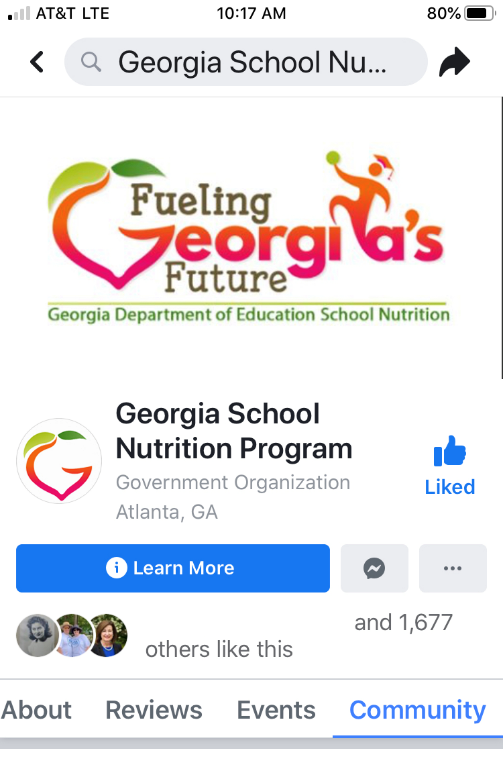 AT&T LTE 10:17 AM 80%
Georgia School Nu...
Fueling
Georgia's
Future
Georgia Department of Education School Nutrition
Georgia School
Nutrition Program
Government Organization
Atlanta, GA
Liked
Learn More
and 1,677
others like this
About Reviews Events Community